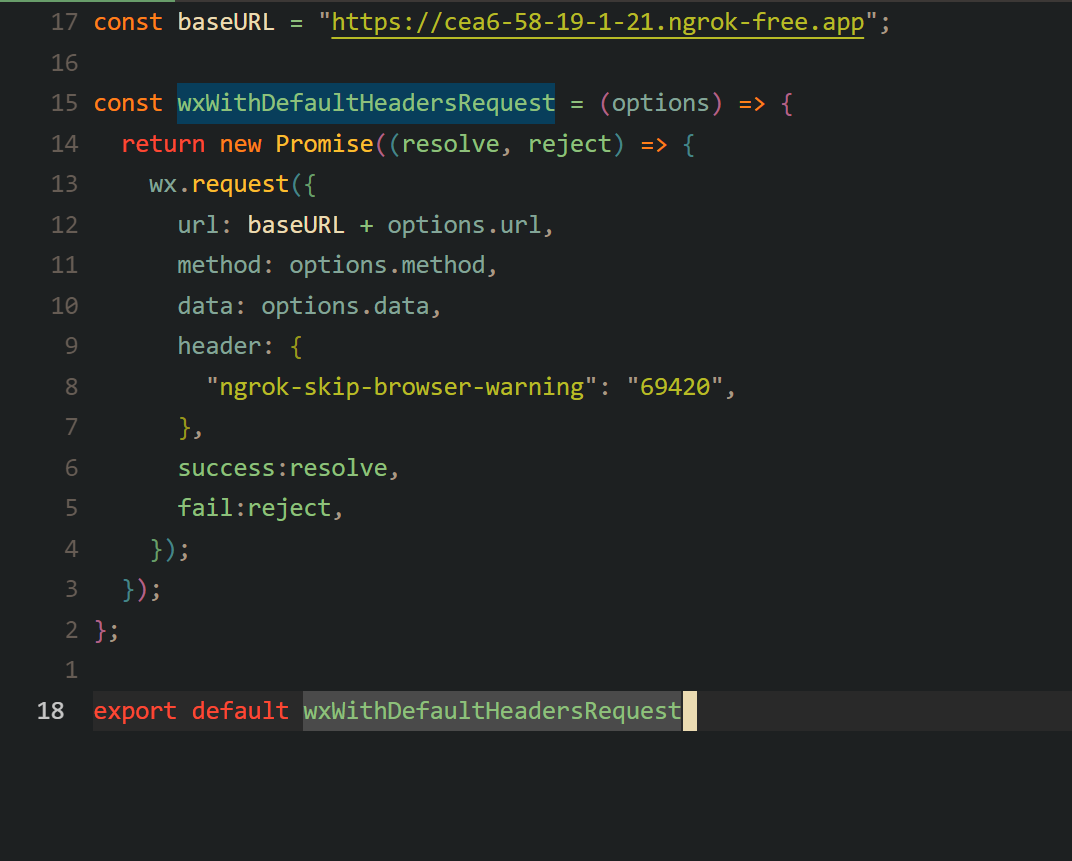 17 const baseURL = "https://cea6-58-19-1-21.ngrok-free.app";
16
15 const wxWithDefaultHeadersRequest = (options) => {
14   return new Promise((resolve, reject) => {
13     wx.request({
12       url: baseURL + options.url,
11       method: options.method,
10       data: options.data,
9       header: {
8         "ngrok-skip-browser-warning": "69420",
7       },
6       success:resolve,
5       fail:reject,
4     });
3   });
2 };
1
18 export default wxWithDefaultHeadersRequest